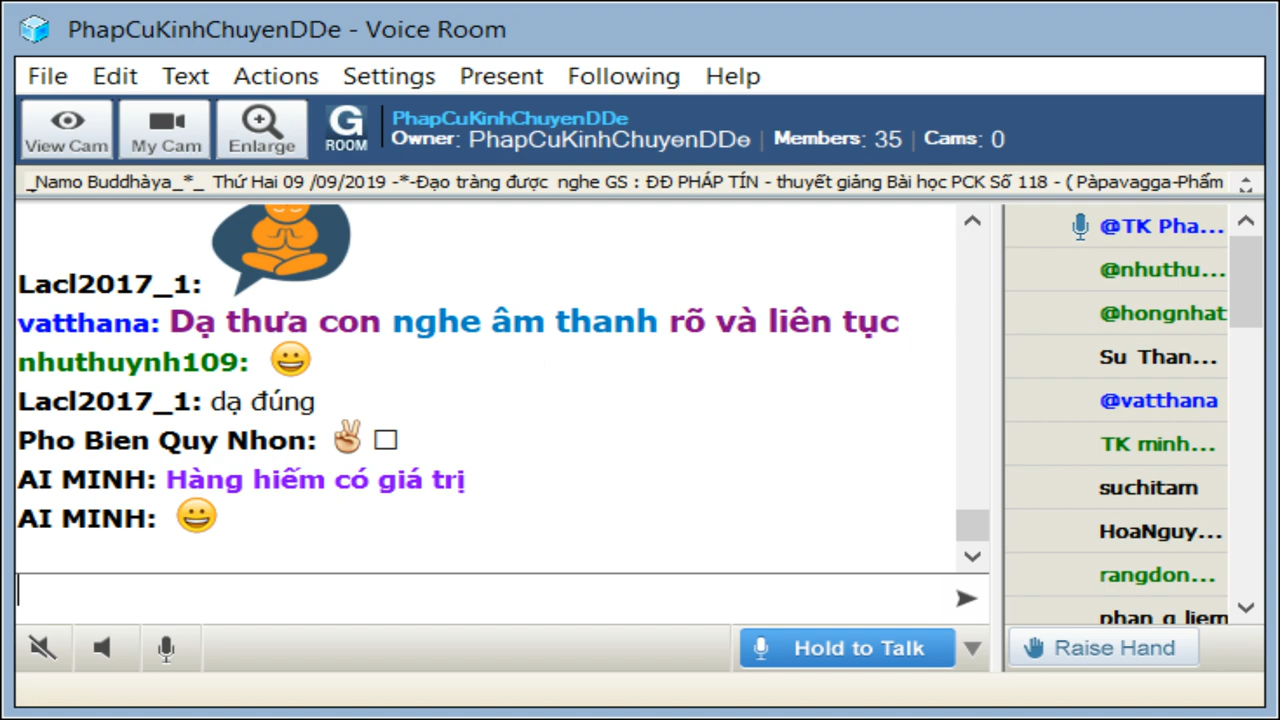 PhapCuKinhChuyenDDe - Voice Room
File Edit Text Actions Settings Present Following Help
View Cam My Cam Enlarge G ROOM
PhapCuKinhChuyenDDe
Owner: PhapCuKinhChuyenDDe | Members: 35 | Cams: 0
_Namo Buddhàya_*_ Thứ Hai 09 /09/2019 -*-Đạo tràng được nghe GS : ĐĐ PHÁP TÍN - thuyết giảng Bài học PCK Số 118 - ( Pàpavagga-Phẩm
Lacl2017_1:
vatthana: Dạ thưa con nghe âm thanh rõ và liên tục
nhuthuynh109: 😀
Lacl2017_1: dạ đúng
Pho Bien Quy Nhon: ✌🏼 □
AI MINH: Hàng hiếm có giá trị
AI MINH: 😀
@TK Pha...
@nhuthu...
@hongnhat
Su Than...
@vatthana
TK minh...
suchitam
HoaNguy...
rangdon...
phan q liem
Hold to Talk
Raise Hand